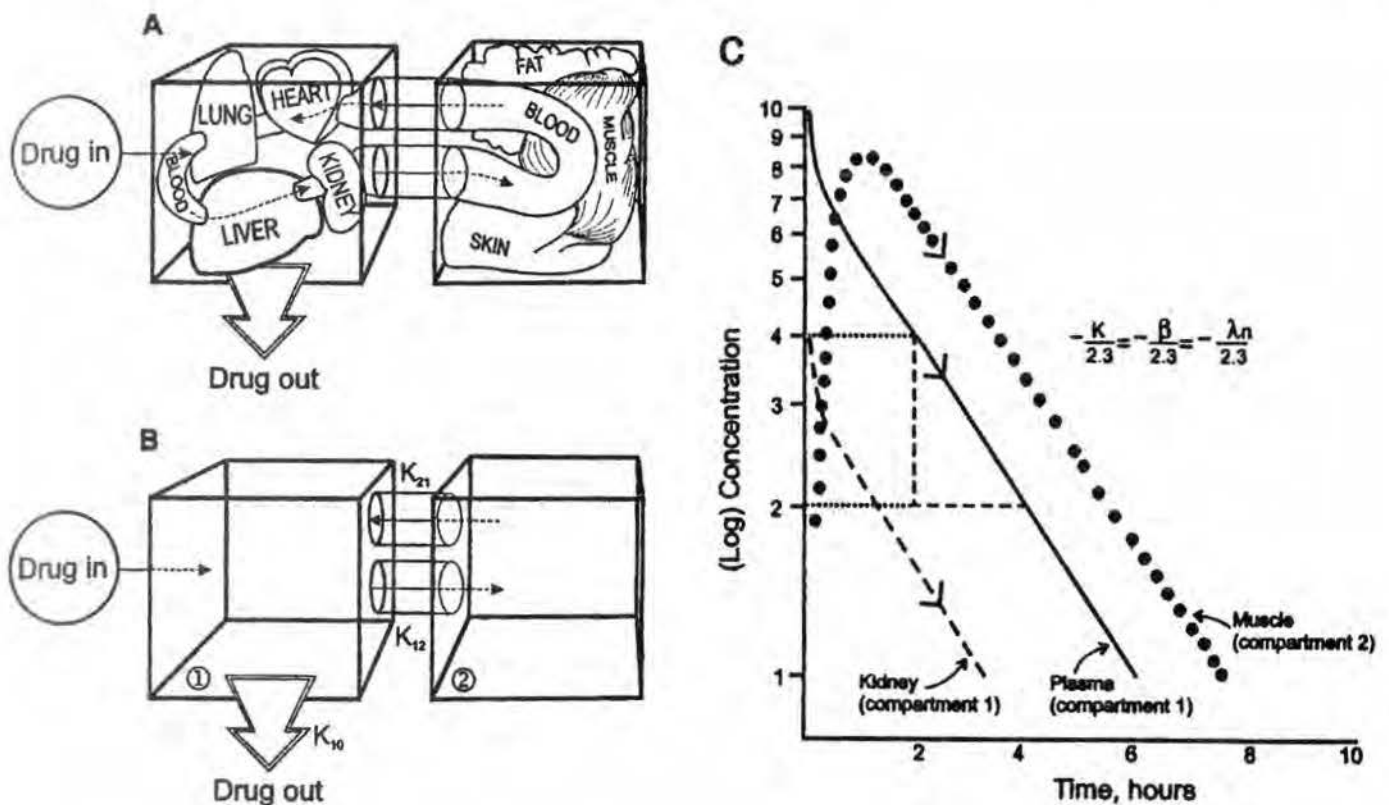 A
Drug in
LUNG
HEART
BLOOD
KIDNEY
LIVER
FAT
BLOOD
MUSCLE
SKIN
Drug out
B
Drug in
K21
K12
①
②
K10
Drug out
C
(Log) Concentration
10
9
8
7
6
5
4
3
2
1
-K/2.3=-β/2.3=-λn/2.3
Muscle
(compartment 2)
Kidney
(compartment 1)
Plasma
(compartment 1)
2
4
6
8
10
Time, hours